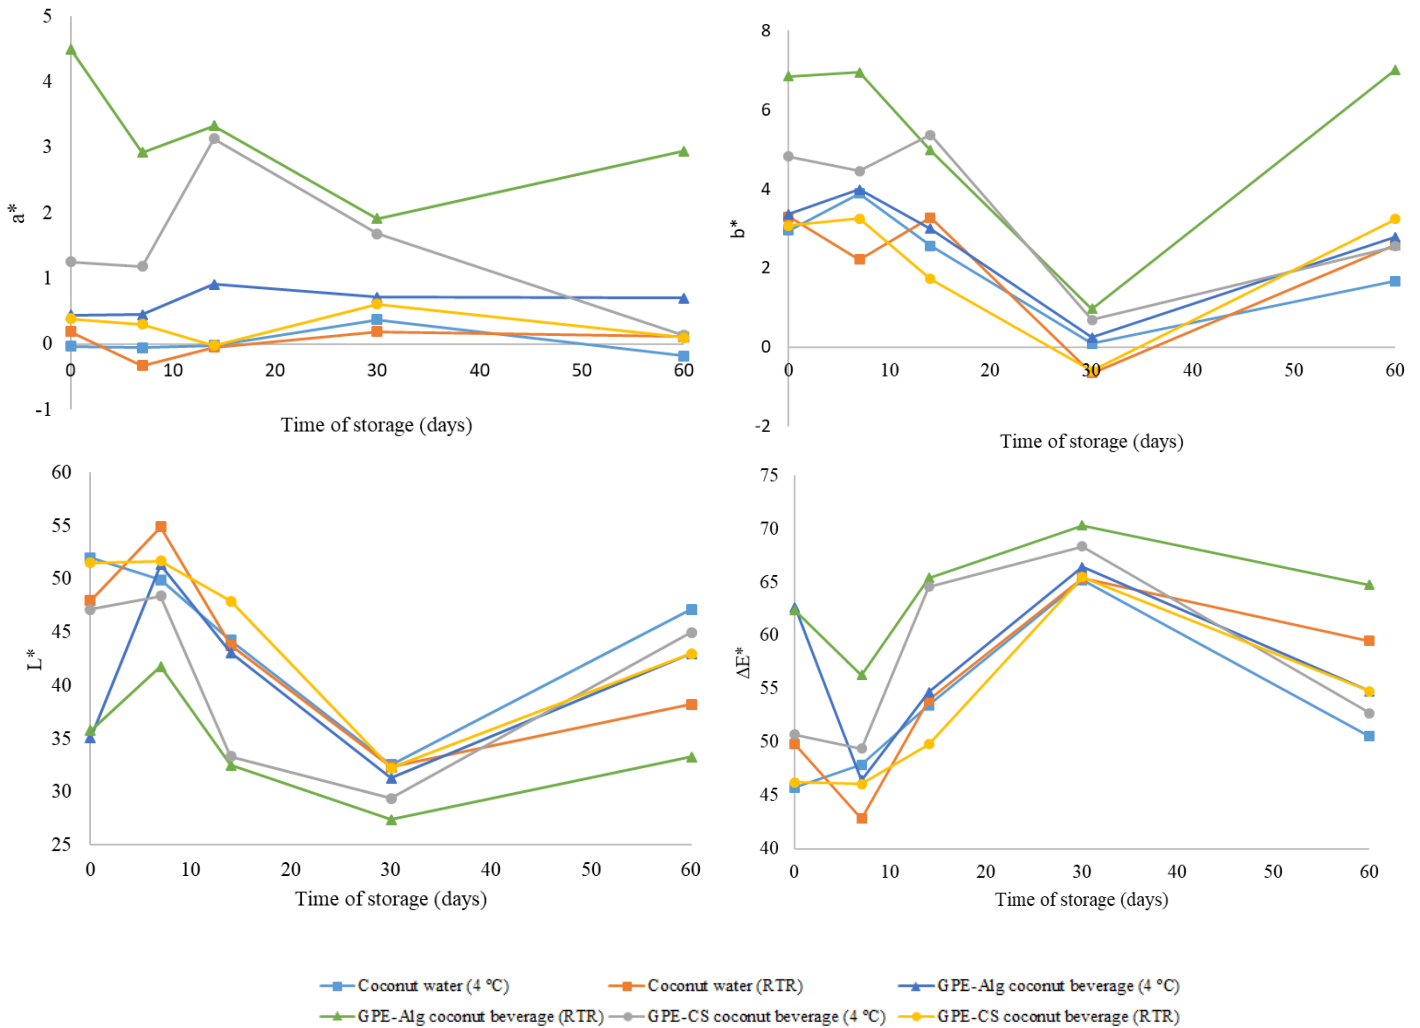 5
4
3
2
1
0
-1
a*
0 10 20 30 40 50 60
Time of storage (days)
8
6
4
2
0
-2
b*
0 10 20 30 40 50 60
Time of storage (days)
60
55
50
45
40
35
30
25
L*
0 10 20 30 40 50 60
Time of storage (days)
75
70
65
60
55
50
45
40
ΔE*
0 10 20 30 40 50 60
Time of storage (days)
Coconut water (4 °C) Coconut water (RTR) GPE-Alg coconut beverage (4 °C)
GPE-Alg coconut beverage (RTR) GPE-CS coconut beverage (4 °C) GPE-CS coconut beverage (RTR)